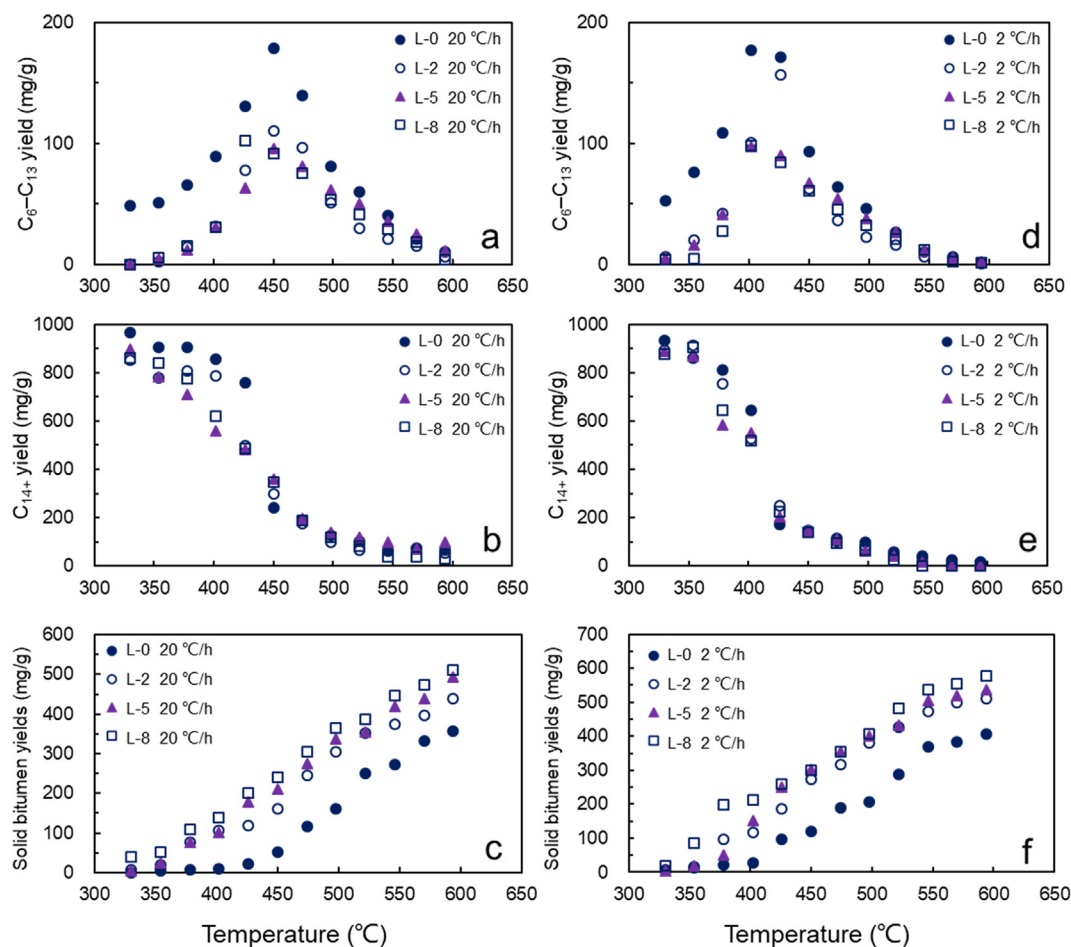 C₆–C₁₃ yield (mg/g)
200
100
0
L-0 20 ℃/h
L-2 20 ℃/h
L-5 20 ℃/h
L-8 20 ℃/h
a
300 350 400 450 500 550 600 650
200
100
0
C₆–C₁₃ yield (mg/g)
L-0 2 ℃/h
L-2 2 ℃/h
L-5 2 ℃/h
L-8 2 ℃/h
d
300 350 400 450 500 550 600 650
C₁₄₊ yield (mg/g)
1000
800
600
400
200
0
L-0 20 ℃/h
L-2 20 ℃/h
L-5 20 ℃/h
L-8 20 ℃/h
b
300 350 400 450 500 550 600 650
C₁₄₊ yield (mg/g)
1000
800
600
400
200
0
L-0 2 ℃/h
L-2 2 ℃/h
L-5 2 ℃/h
L-8 2 ℃/h
e
300 350 400 450 500 550 600 650
Solid bitumen yields (mg/g)
600
500
400
300
200
100
0
L-0 20 ℃/h
L-2 20 ℃/h
L-5 20 ℃/h
L-8 20 ℃/h
c
300 350 400 450 500 550 600 650
Temperature (℃)
Solid bitumen yields (mg/g)
700
600
500
400
300
200
100
0
L-0 2 ℃/h
L-2 2 ℃/h
L-5 2 ℃/h
L-8 2 ℃/h
f
300 350 400 450 500 550 600 650
Temperature (℃)